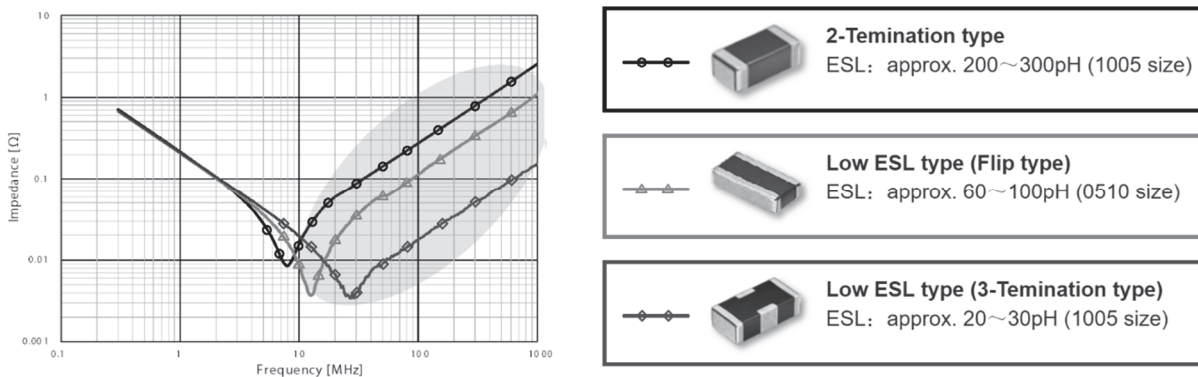 10
1
0.1
0.01
0.001
Impedance [Ω]
0.1
1
10
100
1000
Frequency [MHz]
2-Temination type
ESL： approx. 200～300pH (1005 size)
Low ESL type (Flip type)
ESL： approx. 60～100pH (0510 size)
Low ESL type (3-Temination type)
ESL： approx. 20～30pH (1005 size)